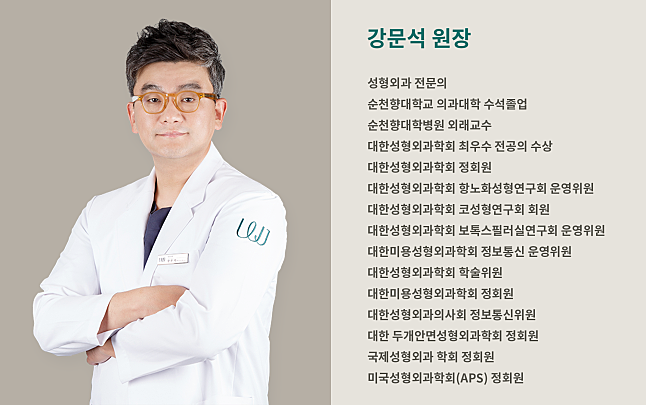 강문석 원장
성형외과 전문의
순천향대학교 의과대학 수석졸업
순천향대학병원 외래교수
대한성형외과학회 최우수 전공의 수상
대한성형외과학회 정회원
대한성형외과학회 항노화성형연구회 운영위원
대한성형외과학회 코성형연구회 회원
대한성형외과학회 보톡스필러실연구회 운영위원
대한미용성형외과학회 정보통신 운영위원
대한성형외과학회 학술위원
대한미용성형외과학회 정회원
대한성형외과의사회 정보통신위원
대한 두개안면성형외과학회 정회원
국제성형외과 학회 정회원
미국성형외과학회(APS) 정회원